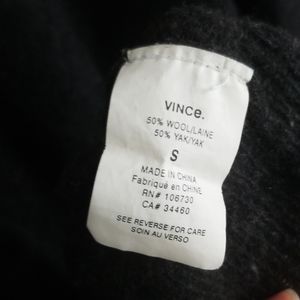 VINCE.
50% WOOL/LAINE
50% YAK/YAK
S
MADE IN CHINA
Fabriqué en CHINE
RN# 106730
CA# 34460
SEE REVERSE FOR CARE
SOIN AU VERSO